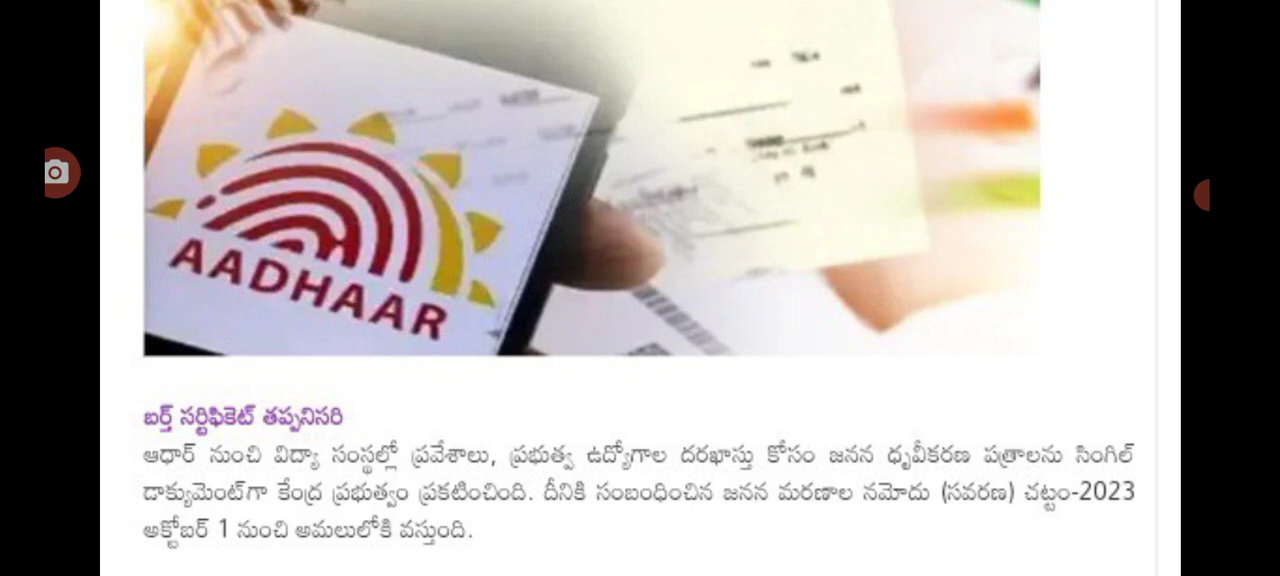 AADHAAR
బర్త్ సర్టిఫికెట్ తప్పనిసరి
ఆధార్ నుంచి విద్యా సంస్థల్లో ప్రవేశాలు, ప్రభుత్వ ఉద్యోగాల దరఖాస్తు కోసం జనన ధృవీకరణ పత్రాలను సింగిల్
డాక్యుమెంట్‌గా కేంద్ర ప్రభుత్వం ప్రకటించింది. దీనికి సంబంధించిన జనన మరణాల నమోదు (సవరణ) చట్టం-2023
అక్టోబర్ 1 నుంచి అమలులోకి వస్తుంది.